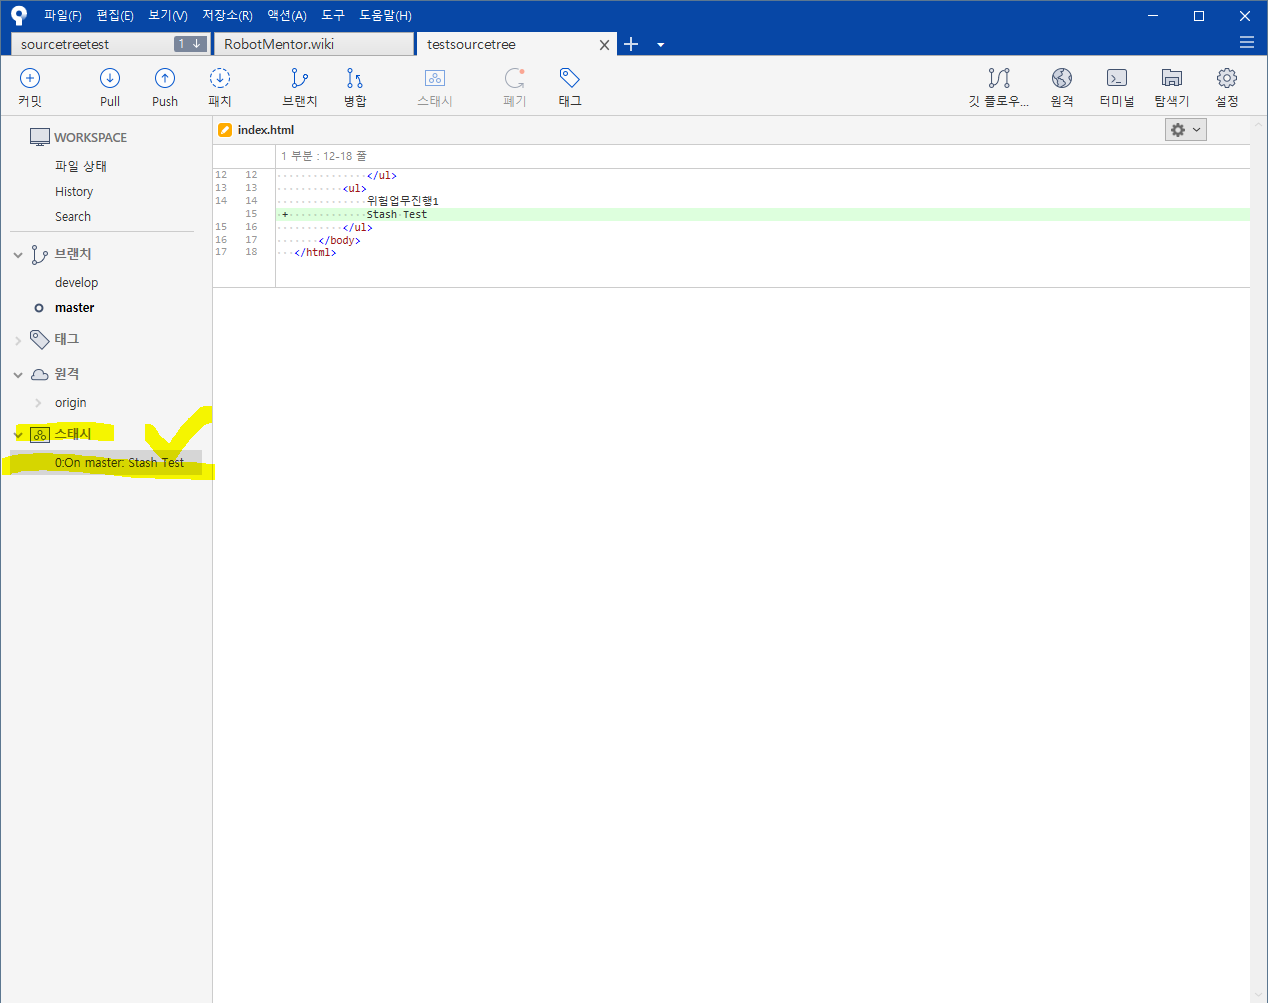 파일(F) 편집(E) 보기(V) 저장소(R) 액션(A) 도구 도움말(H)
sourcetreetest 1 RobotMentor.wiki testsourcetree
커밋 Pull Push 패치 브랜치 병합 스태시 폐기 태그 깃 플로우... 원격 터미널 탐색기 설정
WORKSPACE
파일 상태
History
Search
브랜치
develop
master
태그
원격
origin
스태시
0:On master: Stash Test
index.html
1 부분 : 12-18 줄
12 12 </ul>
13 13 <ul>
14 14 위험업무진행1
15 + Stash Test
15 16 </ul>
16 17 </body>
17 18 </html>